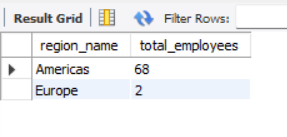 Result Grid Filter Rows:
region_name total_employees
Americas 68
Europe 2